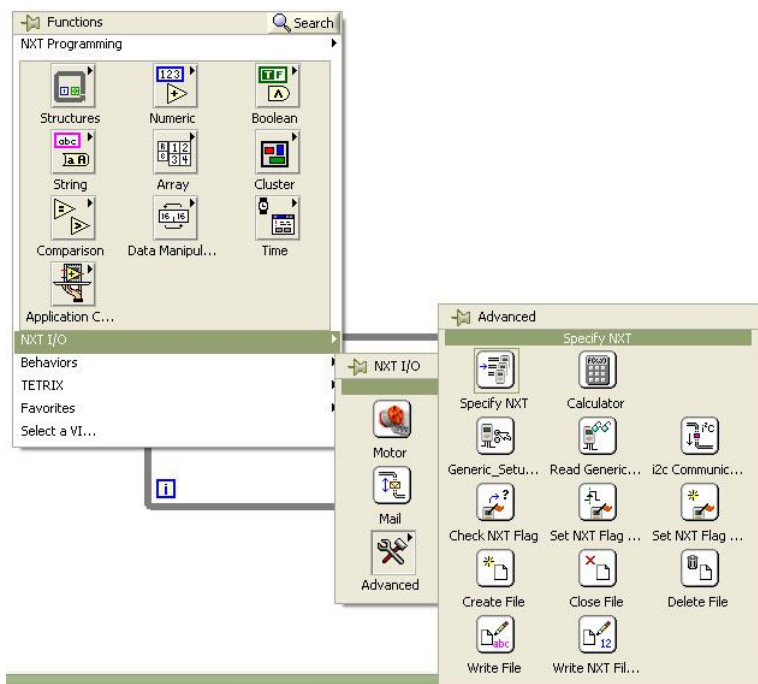 Functions
Search
NXT Programming
Structures
Numeric
Boolean
String
Array
Cluster
Comparison
Data Manipul...
Time
Application C...
NXT I/O
Behaviors
TETRIX
Favorites
Select a VI...
i
NXT I/O
Motor
Mail
Advanced
Advanced
Specify NXT
Specify NXT
Calculator
Generic_Setu...
Read Generic...
i2c Communic...
Check NXT Flag
Set NXT Flag ...
Set NXT Flag ...
Create File
Close File
Delete File
Write File
Write NXT Fil...